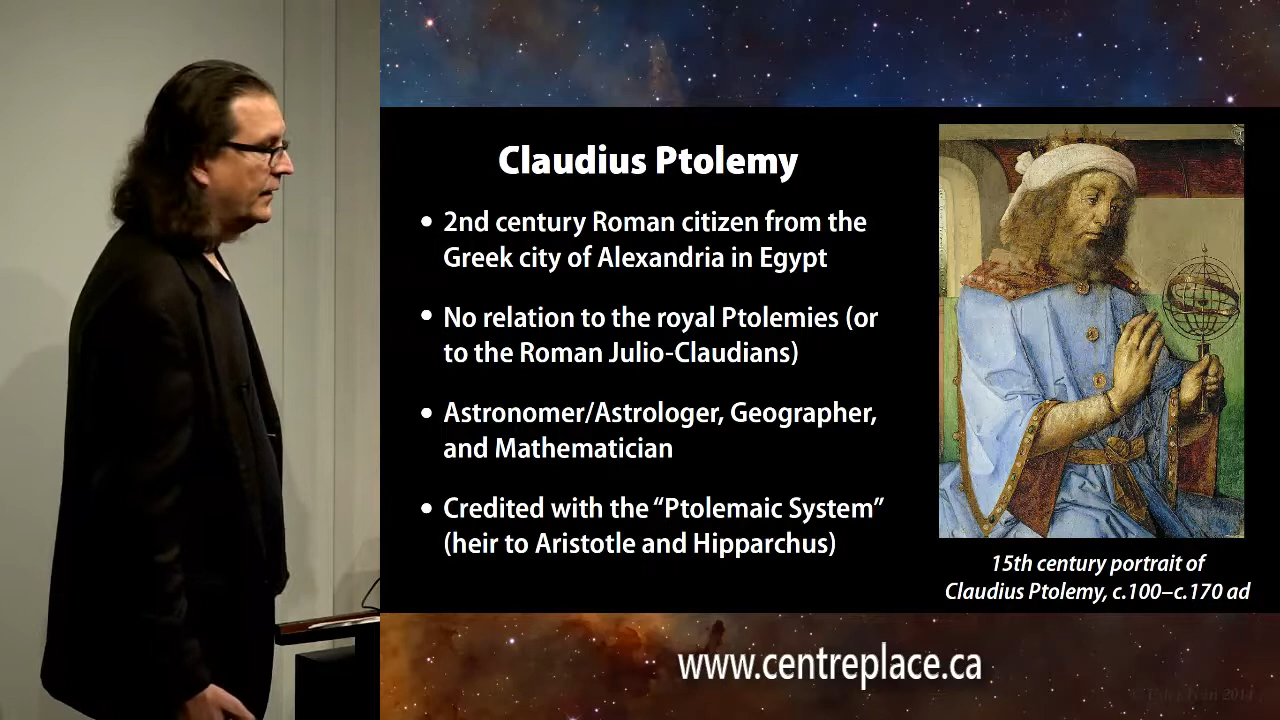 Claudius Ptolemy
• 2nd century Roman citizen from the
Greek city of Alexandria in Egypt
• No relation to the royal Ptolemies (or
to the Roman Julio-Claudians)
• Astronomer/Astrologer, Geographer,
and Mathematician
• Credited with the “Ptolemaic System”
(heir to Aristotle and Hipparchus)
15th century portrait of
Claudius Ptolemy, c.100–c.170 ad
www.centreplace.ca